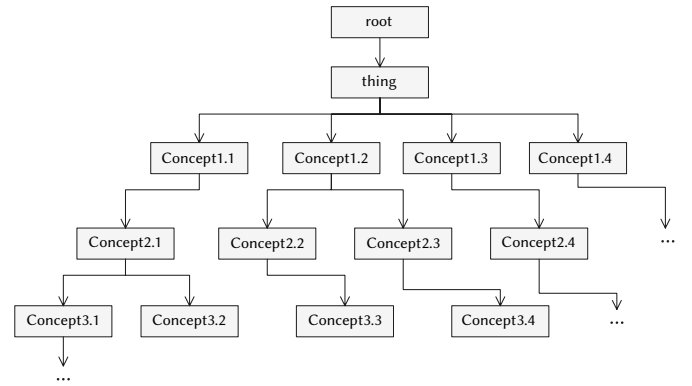 root
thing
Concept1.1 Concept1.2 Concept1.3 Concept1.4
Concept2.1 Concept2.2 Concept2.3 Concept2.4 ...
Concept3.1 Concept3.2 Concept3.3 Concept3.4 ...
...